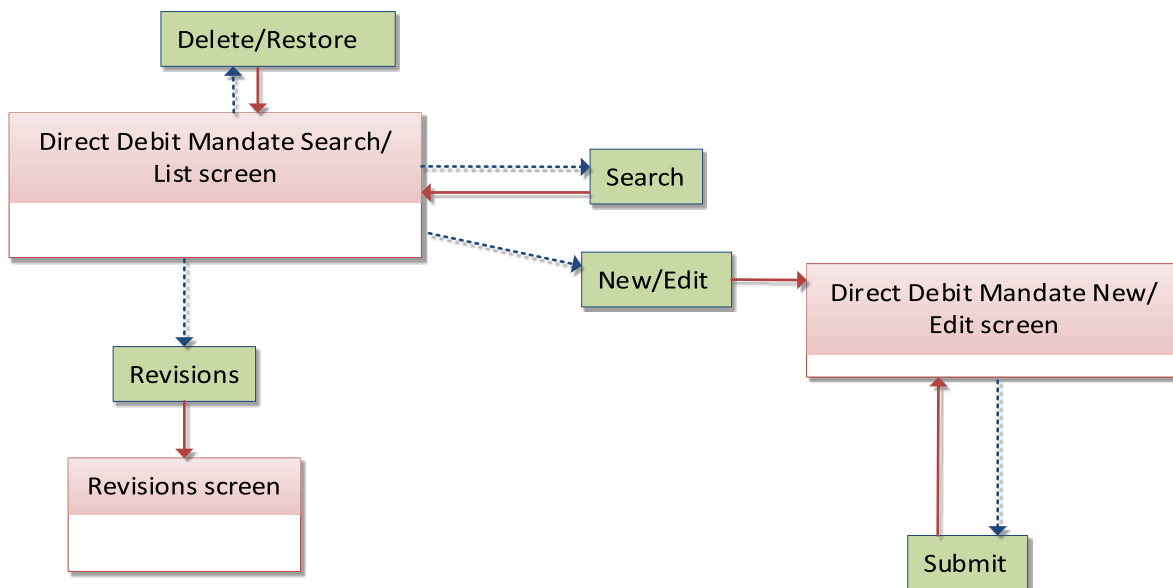 Delete/Restore
Direct Debit Mandate Search/
List screen
Search
New/Edit
Direct Debit Mandate New/
Edit screen
Revisions
Revisions screen
Submit